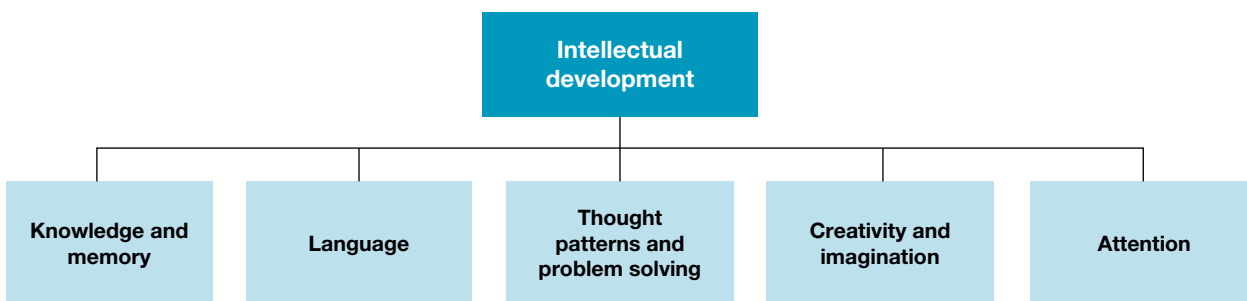 Intellectual
development
Knowledge and
memory
Language
Thought
patterns and
problem solving
Creativity and
imagination
Attention